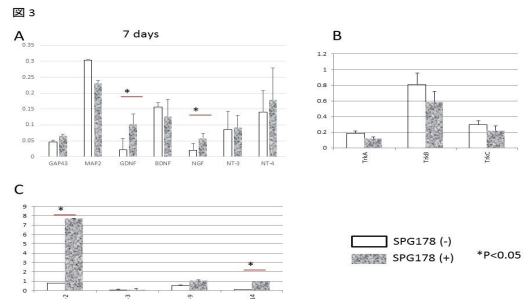 図 3
A
7 days
0.35
0.3
0.25
0.2
0.15
0.1
0.05
0
* *
GAP43 MAP2 GDNF BDNF NGF NT-3 NT-4
B
1.2
1
0.8
0.6
0.4
0.2
0
TrkA TrkB TrkC
C
9
8
7
6
5
4
3
2
1
0
* *
-2 -3 -9
SPG178 (-)
SPG178 (+)
*P<0.05